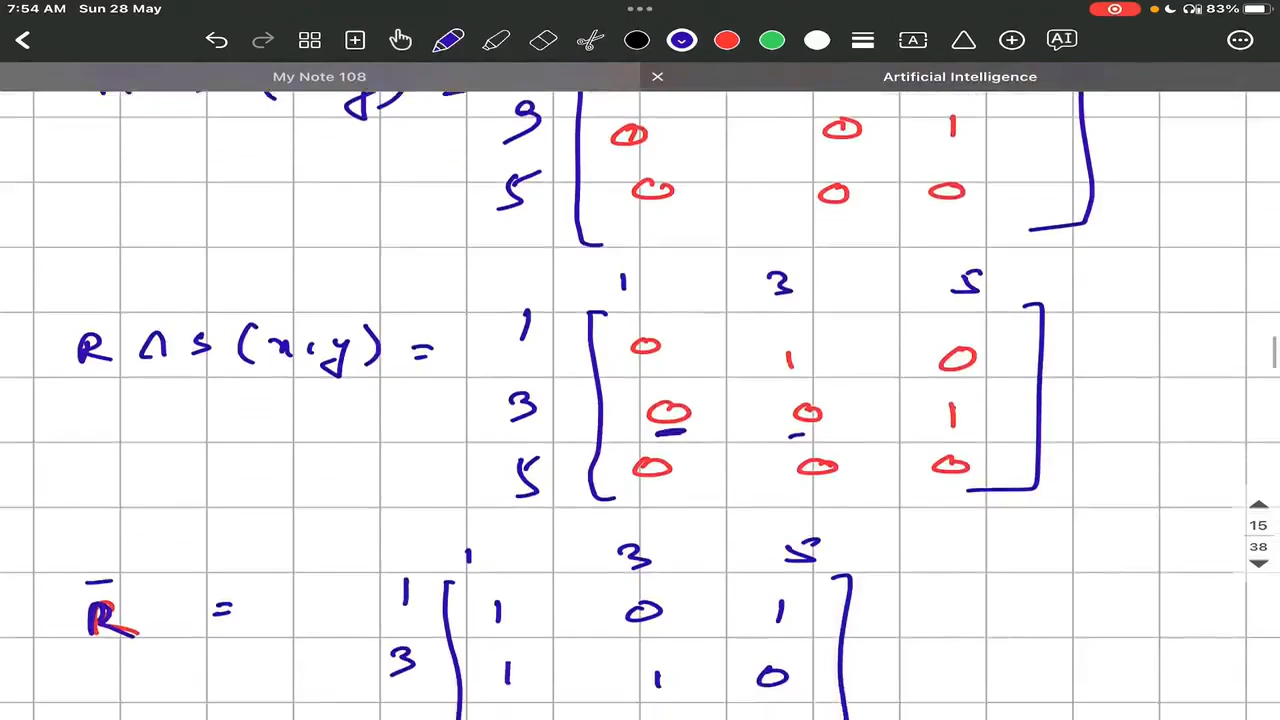 7:54 AM Sun 28 May
83%
A
AI
My Note 108
Artificial Intelligence
3 0 0 1
5 0 0 0
1 3 5
R ∩ S (x, y) = 1 0 1 0
3 0 0 1
5 0 0 0
15
38
1 3 5
R̅ = 1 1 0 1
3 1 1 0